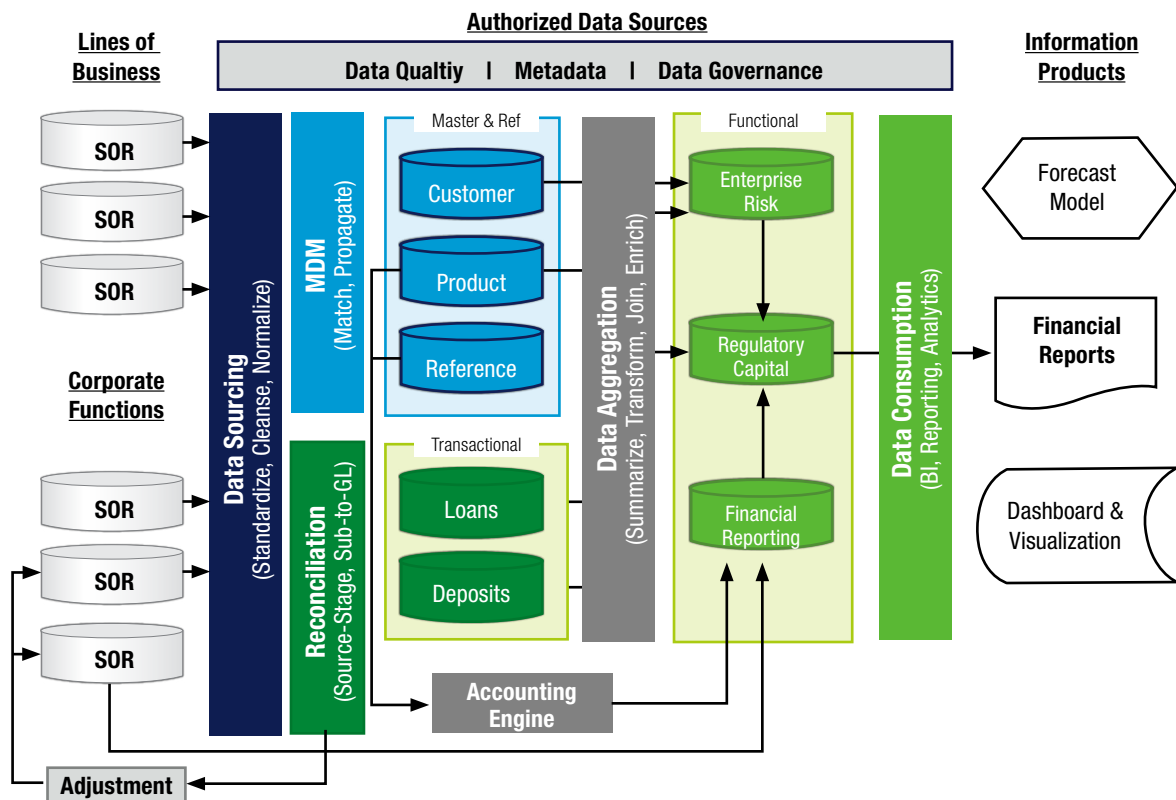 Authorized Data Sources
Lines of
Business
Data Qualtiy | Metadata | Data Governance
Information
Products
SOR
SOR
SOR
Corporate
Functions
SOR
SOR
SOR
Adjustment
Data Sourcing
(Standardize, Cleanse, Normalize)
MDM
(Match, Propagate)
Reconciliation
(Source-Stage, Sub-to-GL)
Master & Ref
Customer
Product
Reference
Transactional
Loans
Deposits
Accounting
Engine
Data Aggregation
(Summarize, Transform, Join, Enrich)
Functional
Enterprise
Risk
Regulatory
Capital
Financial
Reporting
Data Consumption
(BI, Reporting, Analytics)
Forecast
Model
Financial
Reports
Dashboard &
Visualization